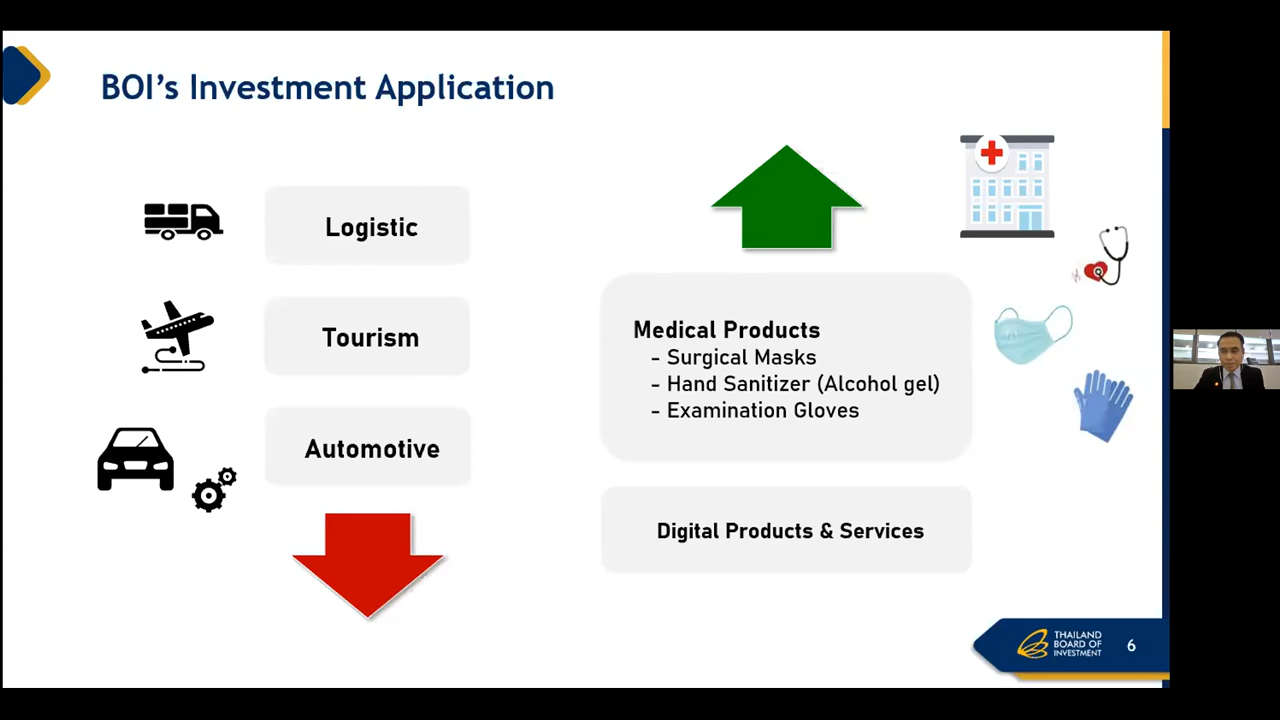 BOI’s Investment Application
Logistic
Tourism
Automotive
Medical Products
- Surgical Masks
- Hand Sanitizer (Alcohol gel)
- Examination Gloves
Digital Products & Services
THAILAND
BOARD OF
INVESTMENT
6